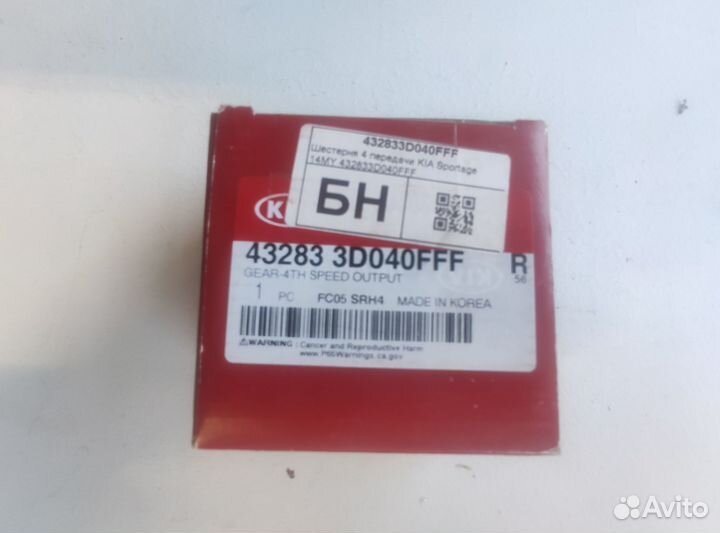 432833D040FFF
Шестерня 4 передачи KIA Sportage
14MY 432833D040FFF
БН
43283 3D040FFF R
GEAR-4TH SPEED OUTPUT 56
1 PC FC05 SRH4 MADE IN KOREA
WARNING : Cancer and Reproductive Harm
www.P65Warnings.ca.gov
Avito